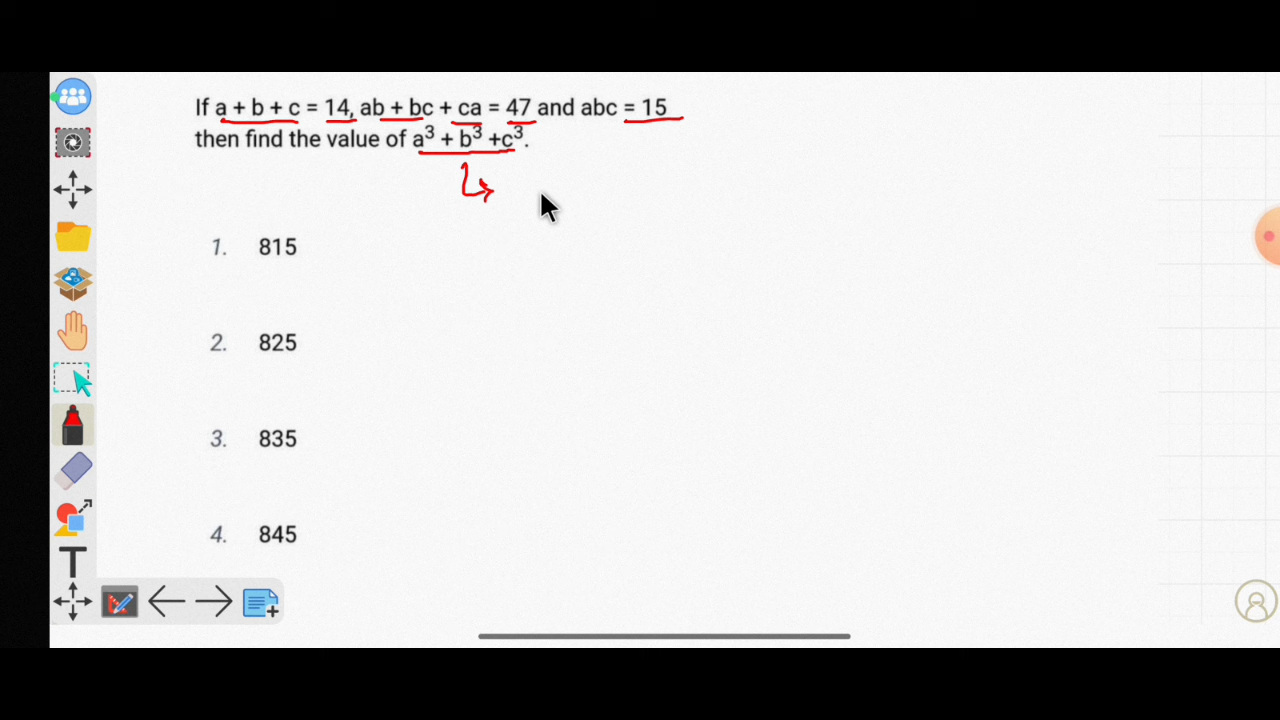 If a + b + c = 14, ab + bc + ca = 47 and abc = 15
then find the value of a³ + b³ +c³.
1. 815
2. 825
3. 835
4. 845
T